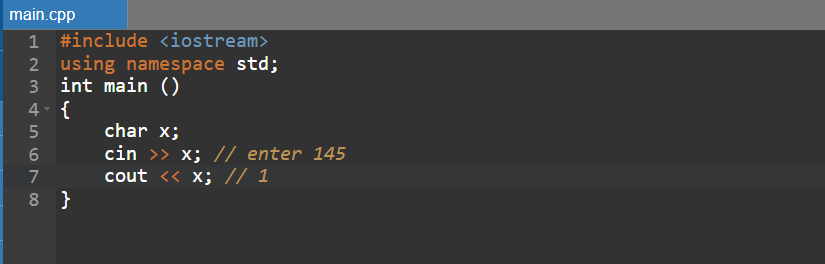 main.cpp
1 #include <iostream>
2 using namespace std;
3 int main ()
4 {
5     char x;
6     cin >> x; // enter 145
7     cout << x; // 1
8 }